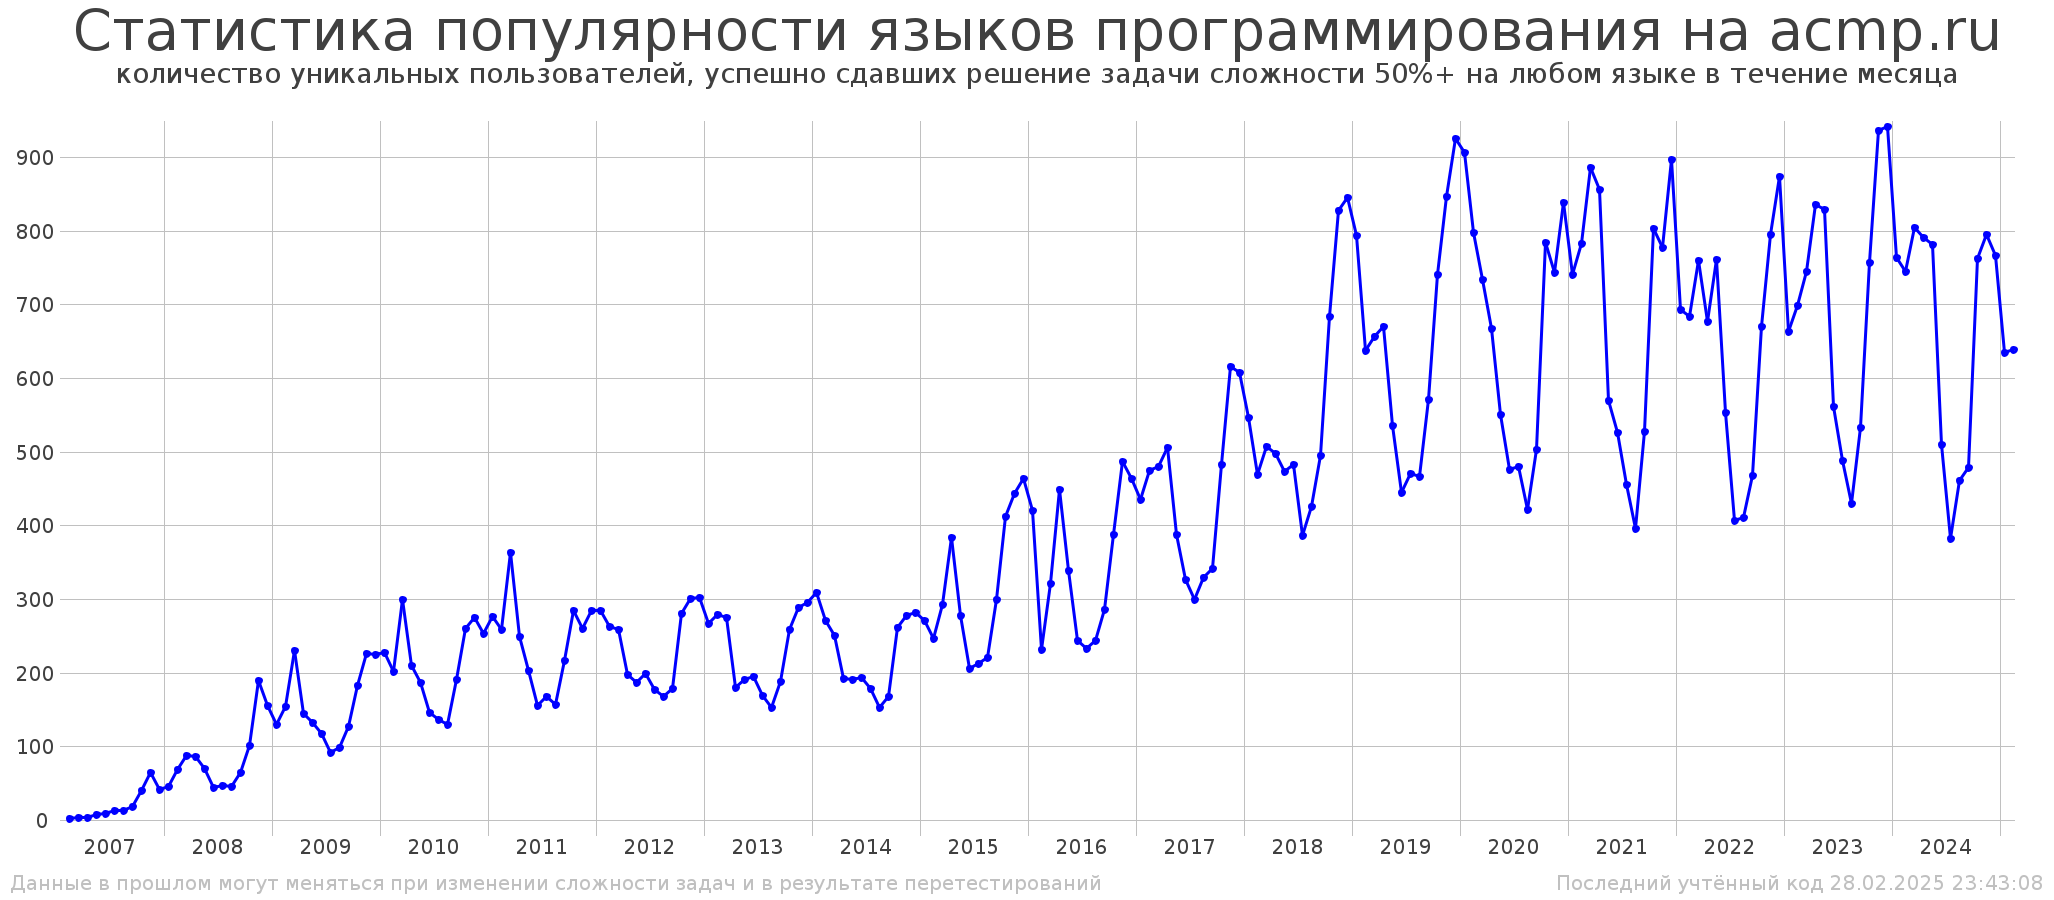 Статистика популярности языков программирования на acmp.ru
количество уникальных пользователей, успешно сдавших решение задачи сложности 50%+ на любом языке в течение месяца
900
800
700
600
500
400
300
200
100
0
2007 2008 2009 2010 2011 2012 2013 2014 2015 2016 2017 2018 2019 2020 2021 2022 2023 2024
Данные в прошлом могут меняться при изменении сложности задач и в результате перетестирований
Последний учтённый код 28.02.2025 23:43:08